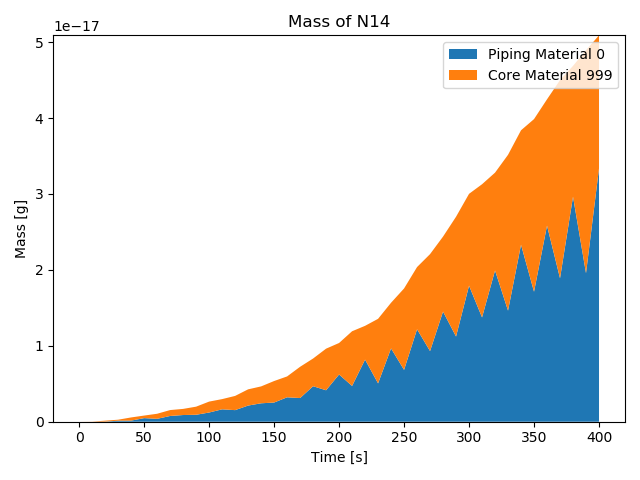 Mass of N14
1e−17
Piping Material 0
Core Material 999
5
4
3
2
1
0
Mass [g]
0 50 100 150 200 250 300 350 400
Time [s]